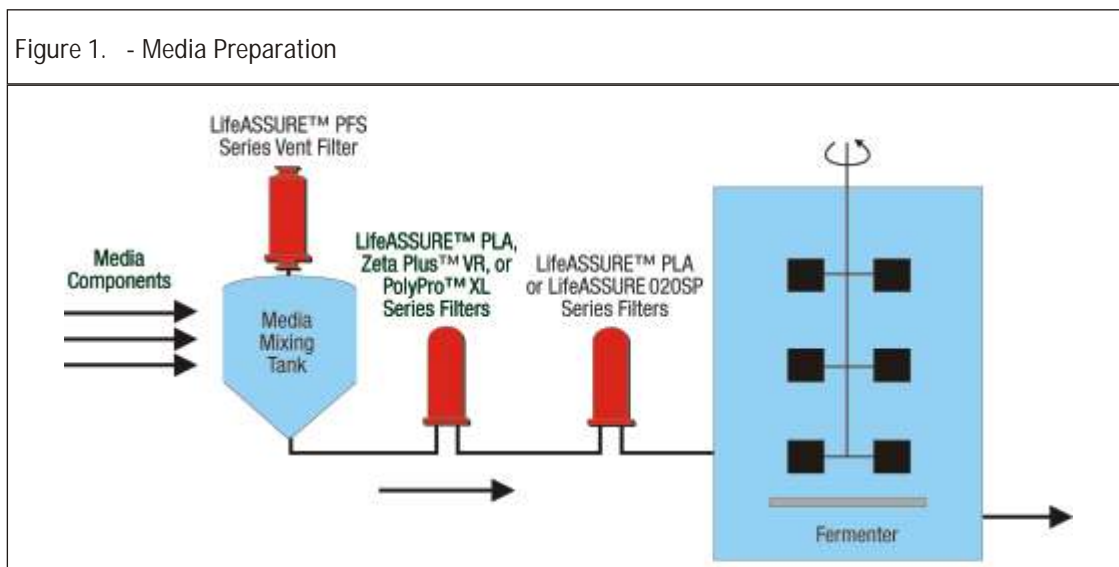 Figure 1. - Media Preparation
LifeASSURE™ PFS
Series Vent Filter
Media
Components
LifeASSURE™ PLA,
Zeta Plus™ VR, or
PolyPro™ XL
Series Filters
LifeASSURE™ PLA
or LifeASSURE 020SP
Series Filters
Media
Mixing
Tank
Fermenter